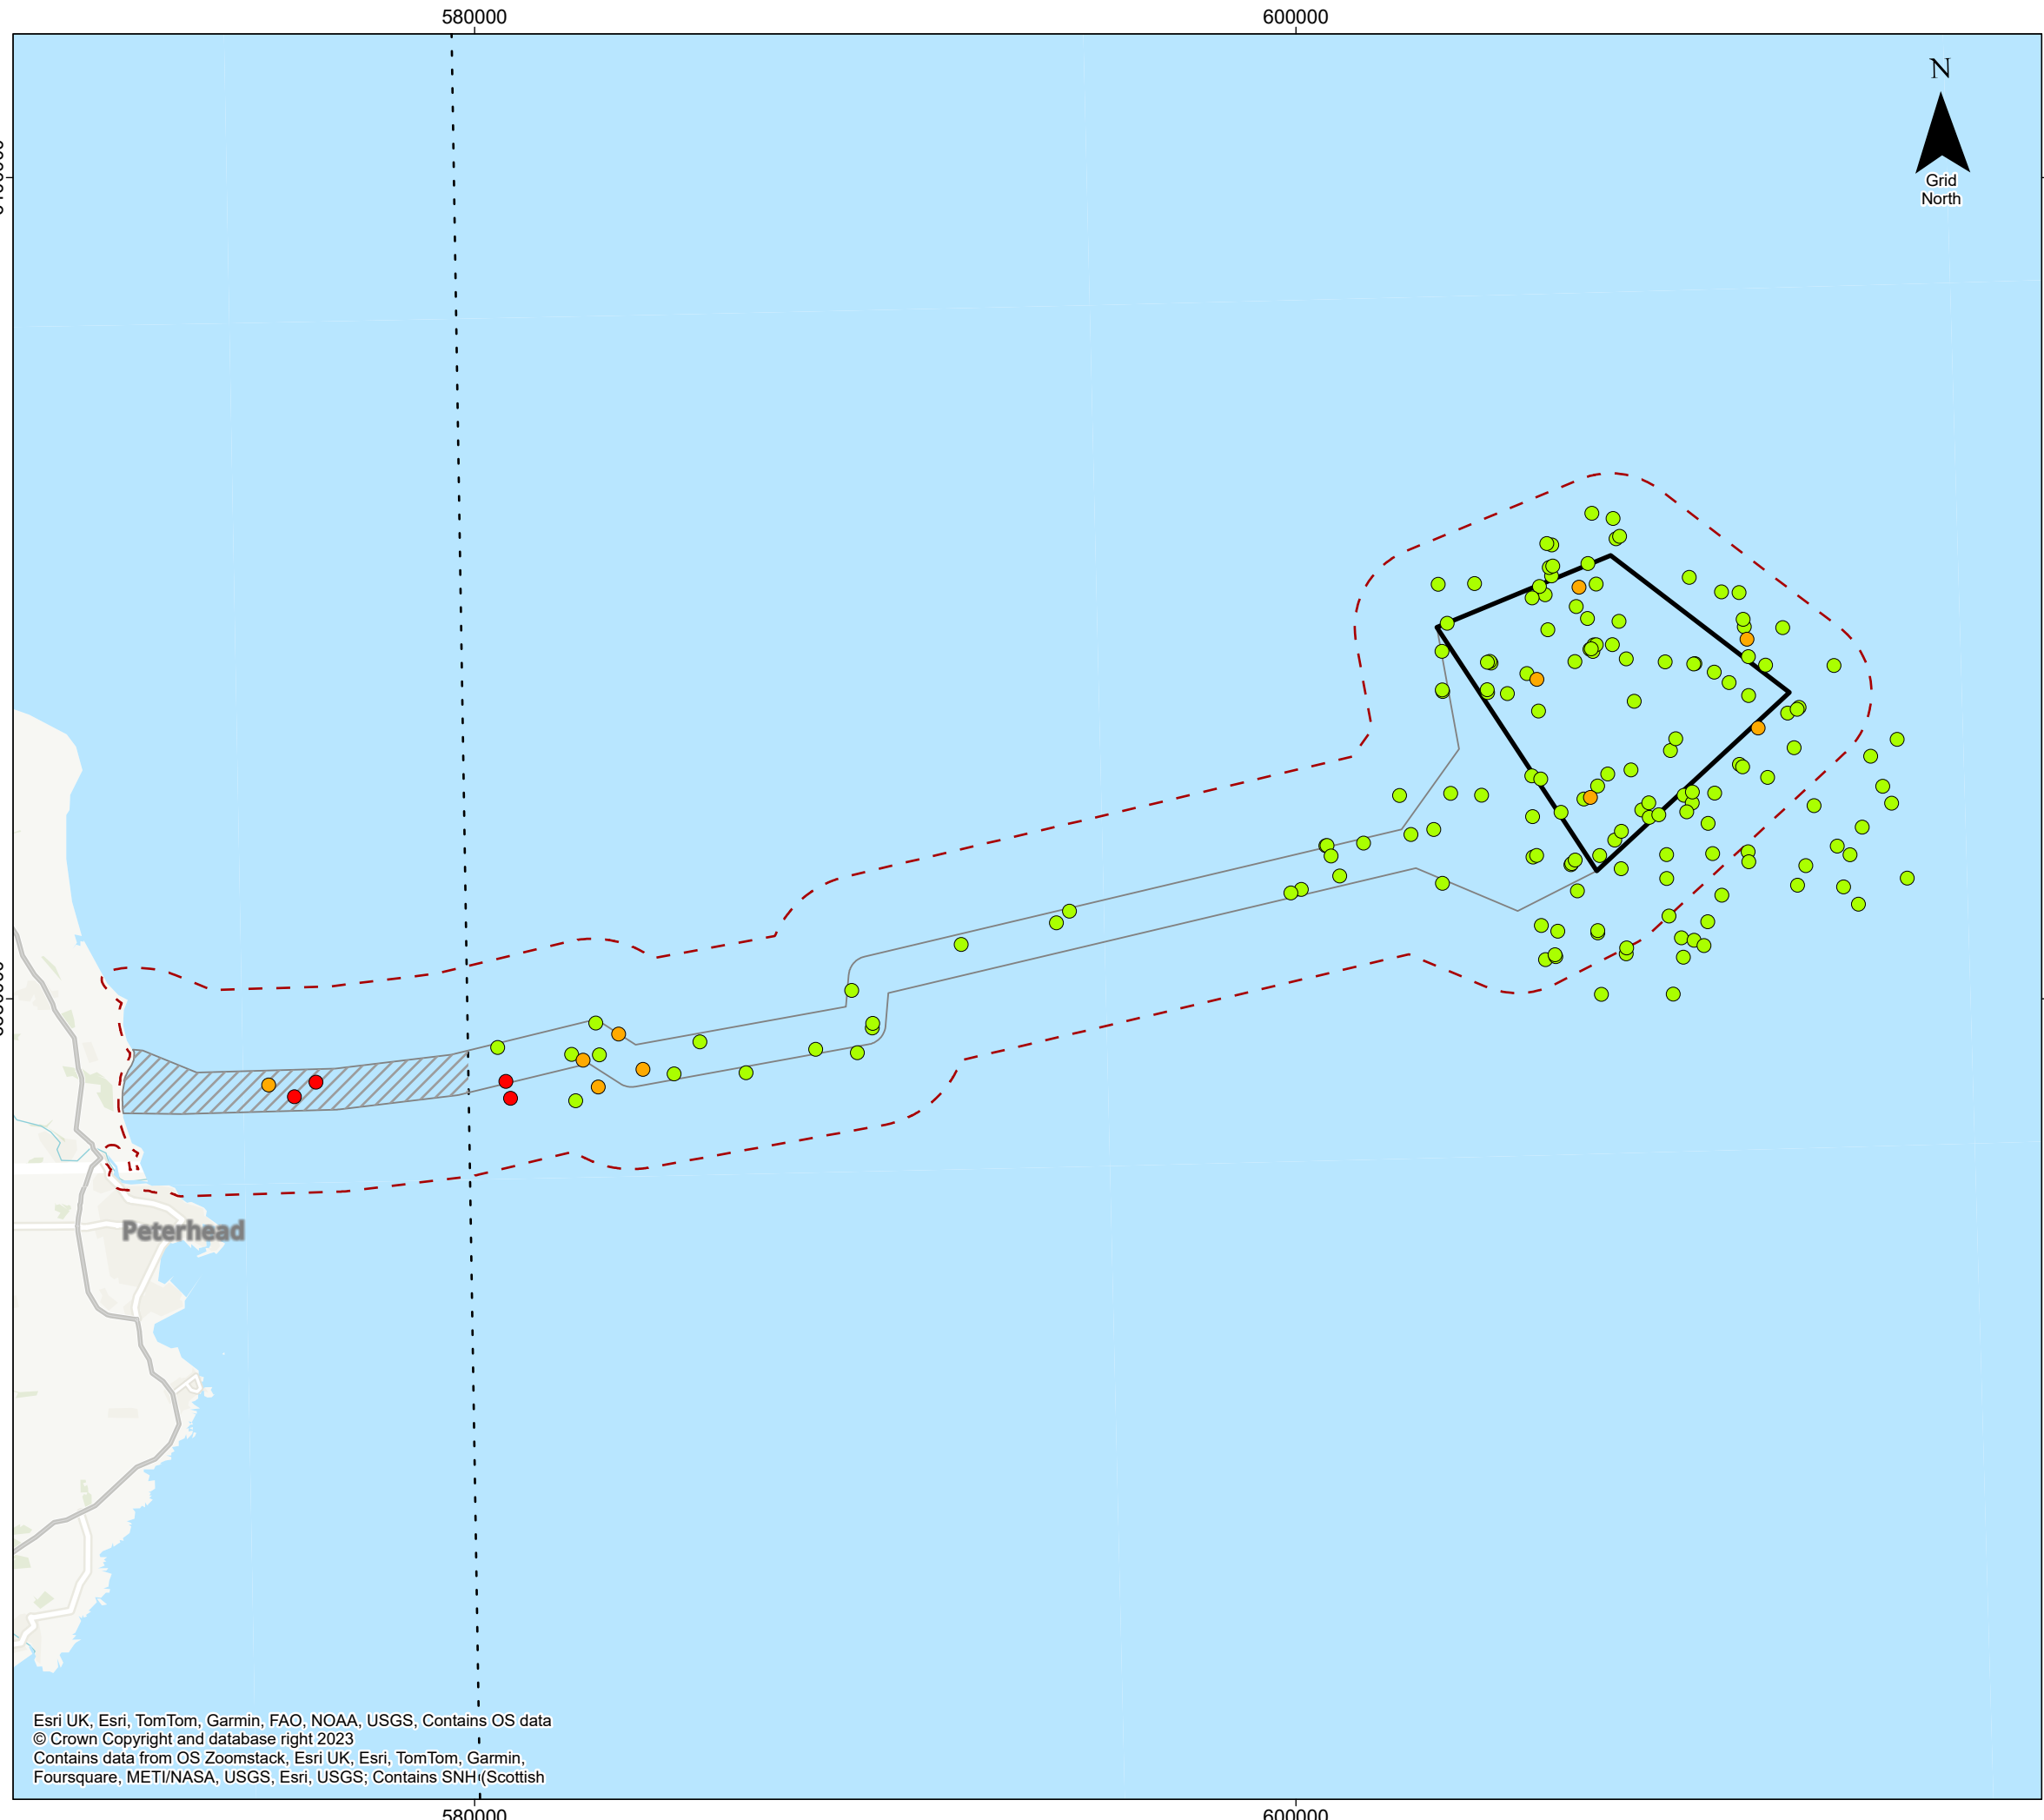 580000
600000
N
Grid
North
Peterhead
Esri UK, Esri, TomTom, Garmin, FAO, NOAA, USGS, Contains OS data
© Crown Copyright and database right 2023
Contains data from OS Zoomstack, Esri UK, Esri, TomTom, Garmin,
Foursquare, METI/NASA, USGS, Esri, USGS; Contains SNH (Scottish
580000
600000